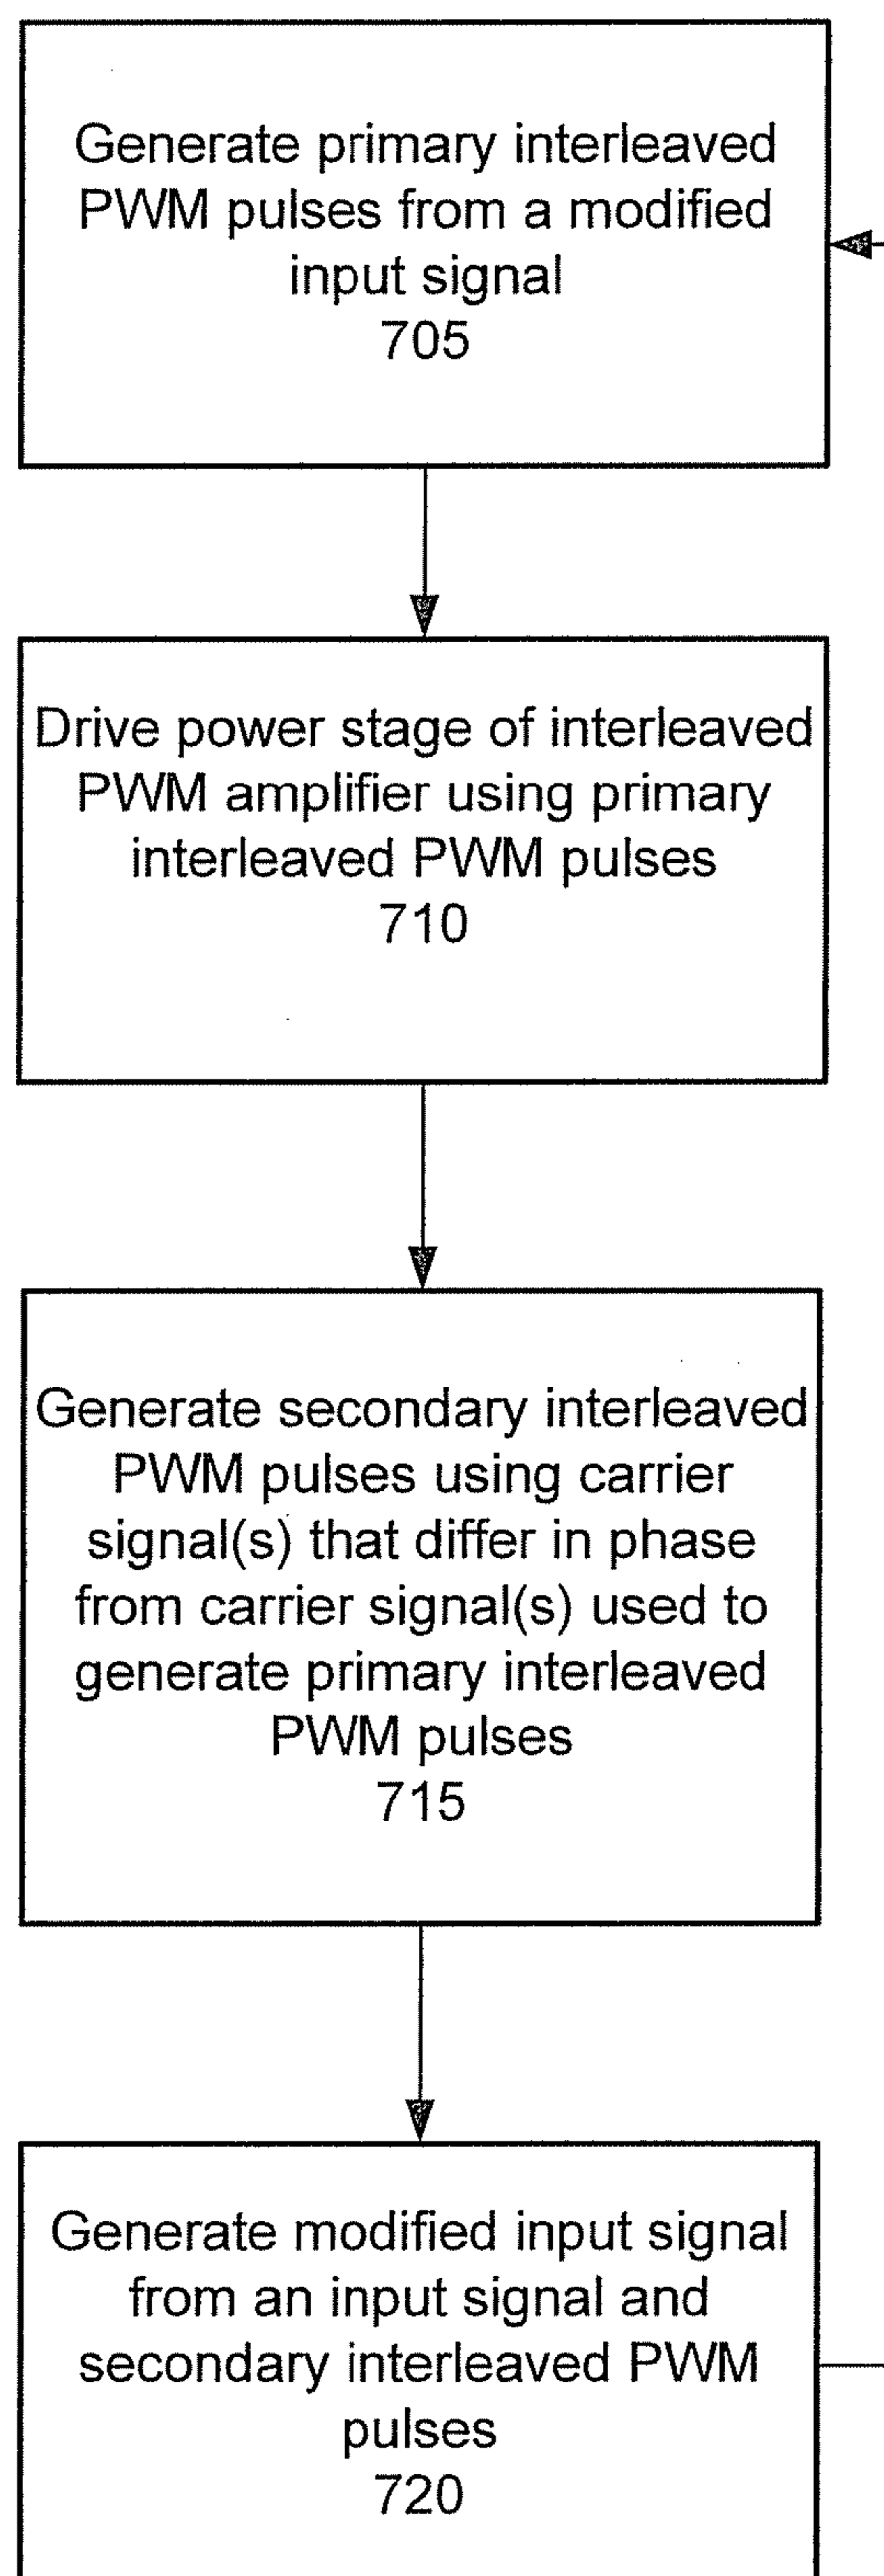 Generate primary interleaved
PWM pulses from a modified
input signal
705
Drive power stage of interleaved
PWM amplifier using primary
interleaved PWM pulses
710
Generate secondary interleaved
PWM pulses using carrier
signal(s) that differ in phase
from carrier signal(s) used to
generate primary interleaved
PWM pulses
715
Generate modified input signal
from an input signal and
secondary interleaved PWM
pulses
720